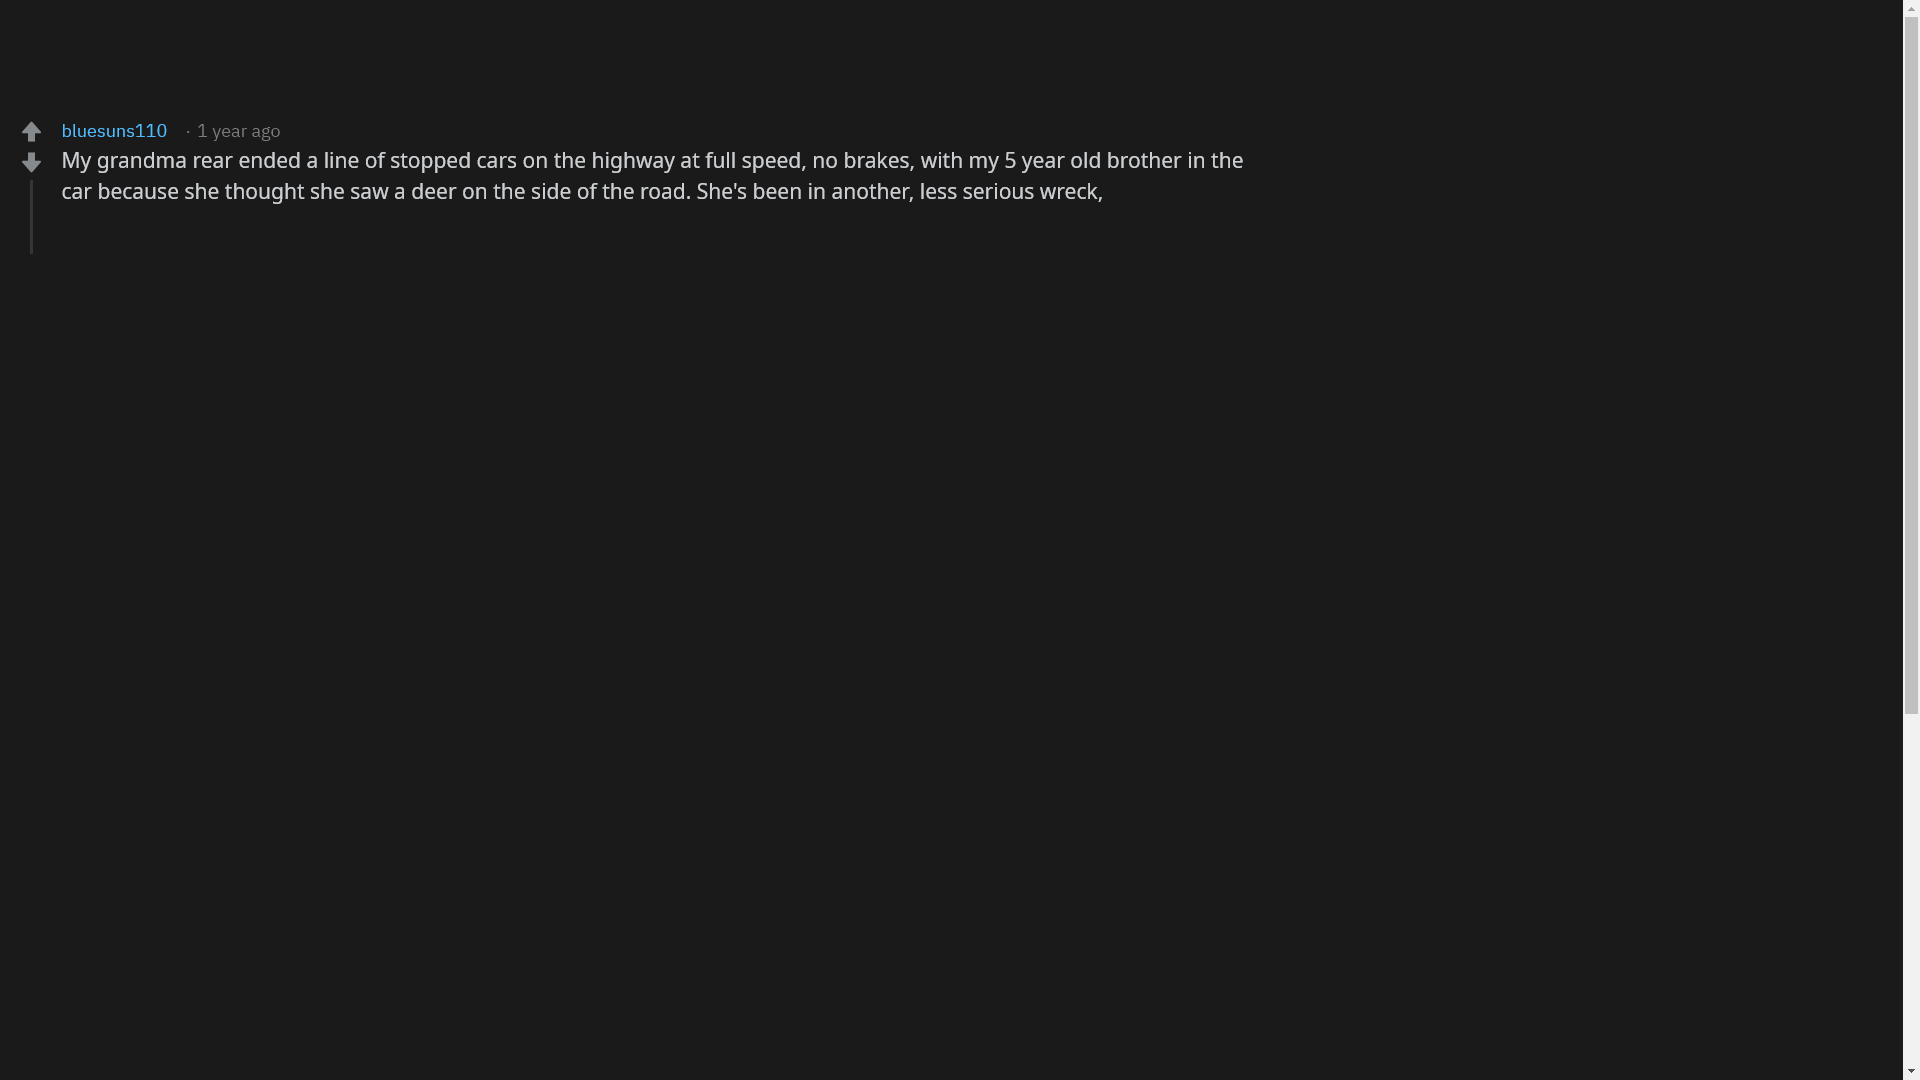 bluesuns110 · 1 year ago
My grandma rear ended a line of stopped cars on the highway at full speed, no brakes, with my 5 year old brother in the
car because she thought she saw a deer on the side of the road. She's been in another, less serious wreck,